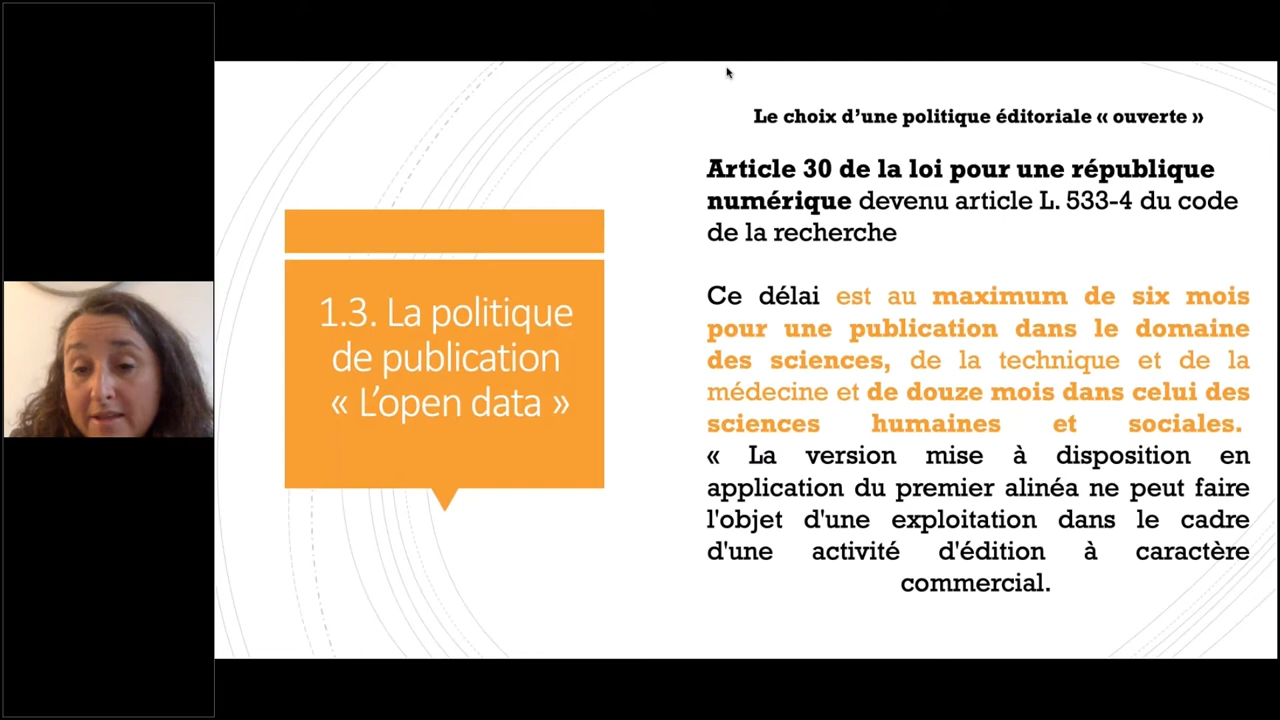 1.3. La politique
de publication
« L’open data »
Le choix d’une politique éditoriale « ouverte »
Article 30 de la loi pour une république
numérique devenu article L. 533-4 du code
de la recherche
Ce délai est au maximum de six mois
pour une publication dans le domaine
des sciences, de la technique et de la
médecine et de douze mois dans celui des
sciences humaines et sociales.
« La version mise à disposition en
application du premier alinéa ne peut faire
l'objet d'une exploitation dans le cadre
d'une activité d'édition à caractère
commercial.